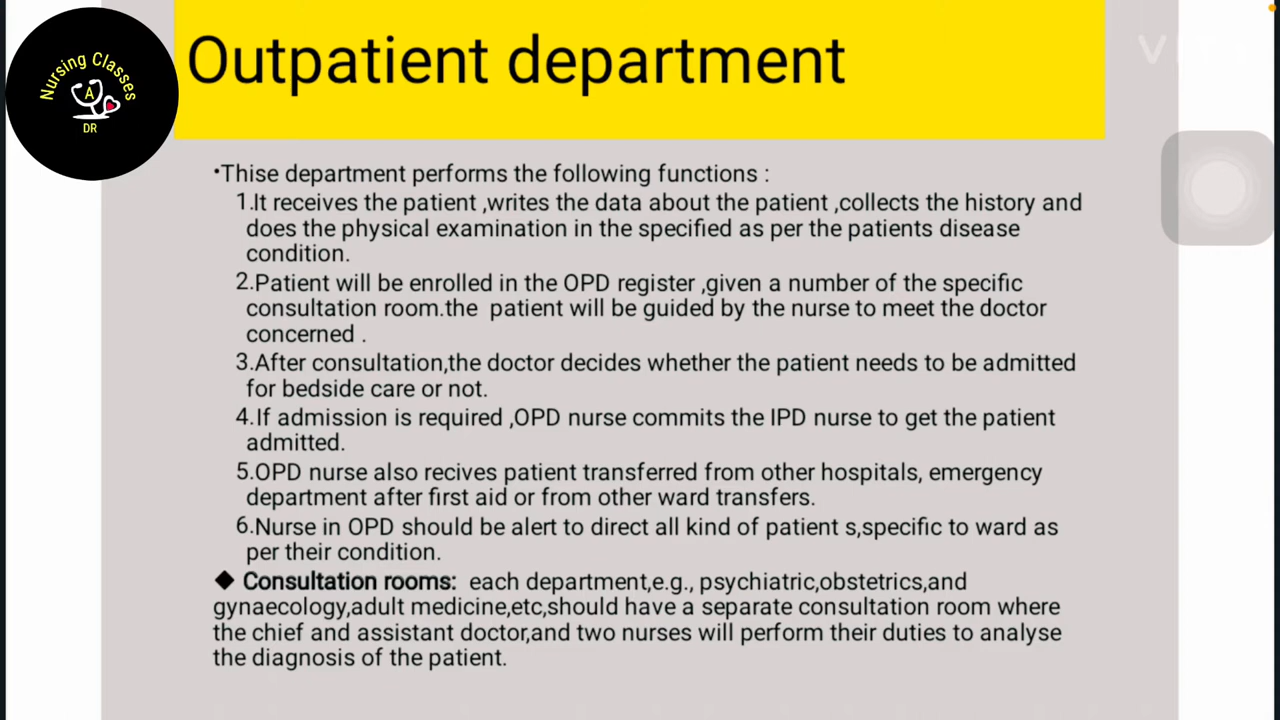 Nursing Classes
A
DR
Outpatient department
•Thise department performs the following functions :
1.It receives the patient ,writes the data about the patient ,collects the history and
does the physical examination in the specified as per the patients disease
condition.
2.Patient will be enrolled in the OPD register ,given a number of the specific
consultation room.the patient will be guided by the nurse to meet the doctor
concerned .
3.After consultation,the doctor decides whether the patient needs to be admitted
for bedside care or not.
4.If admission is required ,OPD nurse commits the IPD nurse to get the patient
admitted.
5.OPD nurse also recives patient transferred from other hospitals, emergency
department after first aid or from other ward transfers.
6.Nurse in OPD should be alert to direct all kind of patient s,specific to ward as
per their condition.
◆ Consultation rooms: each department,e.g., psychiatric,obstetrics,and
gynaecology,adult medicine,etc,should have a separate consultation room where
the chief and assistant doctor,and two nurses will perform their duties to analyse
the diagnosis of the patient.